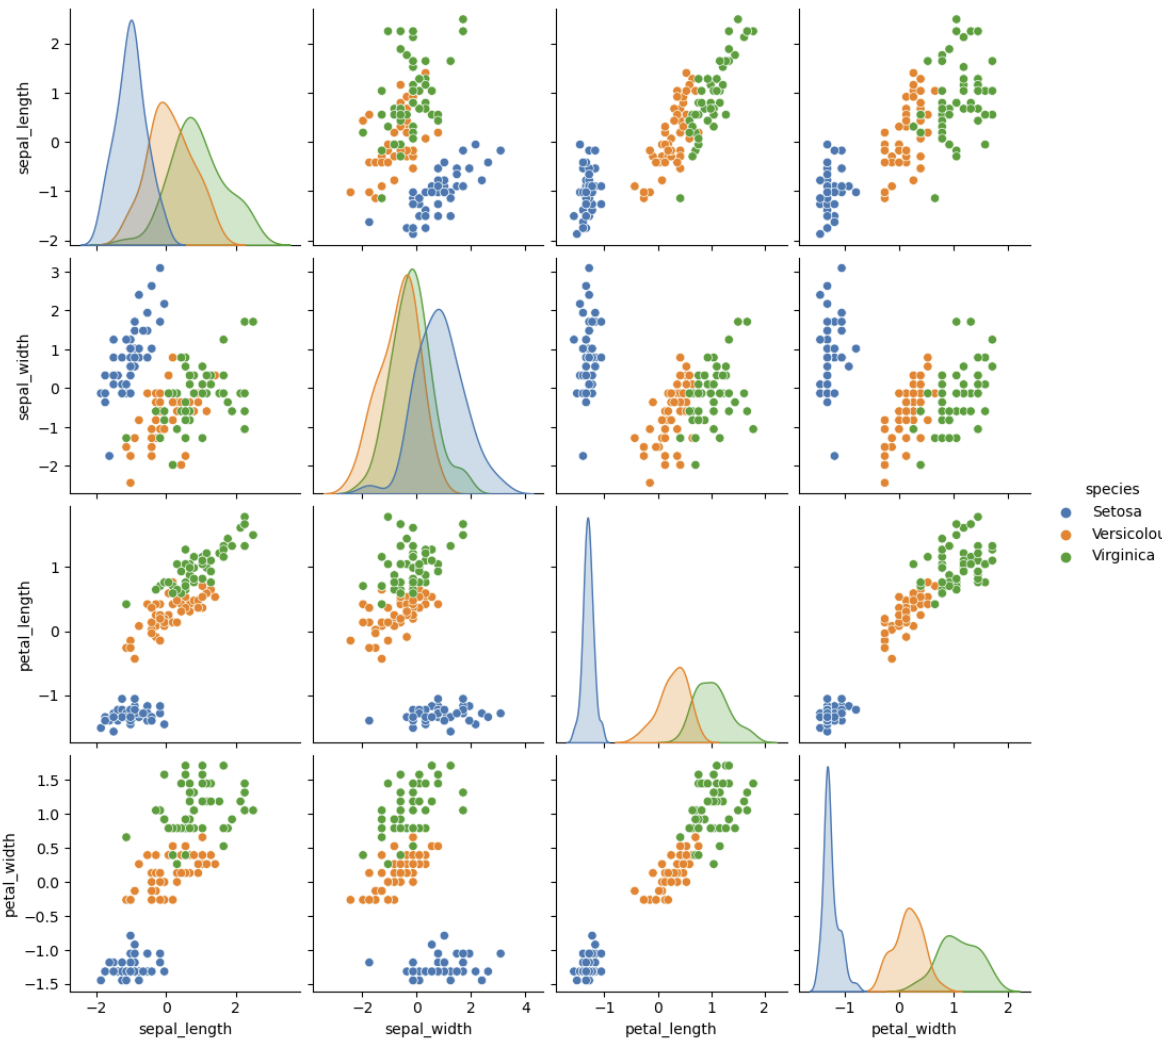 2
1
0
−1
−2
sepal_length
3
2
1
0
−1
−2
sepal_width
species
Setosa
Versicolou
Virginica
1
0
−1
petal_length
1.5
1.0
0.5
0.0
−0.5
−1.0
−1.5
petal_width
−2 0 2
−2 0 2 4
−1 0 1 2
−1 0 1 2
sepal_length sepal_width petal_length petal_width